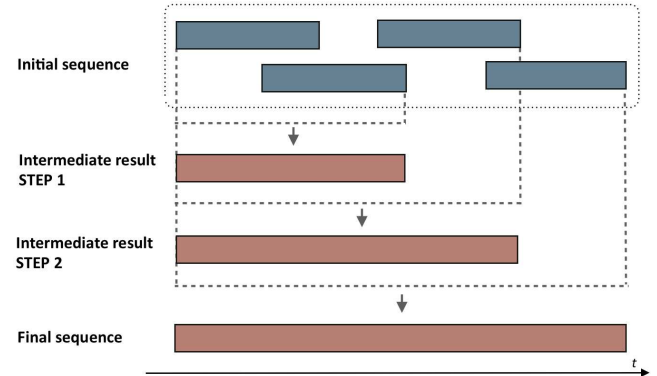 Initial sequence
Intermediate result
STEP 1
Intermediate result
STEP 2
Final sequence
t